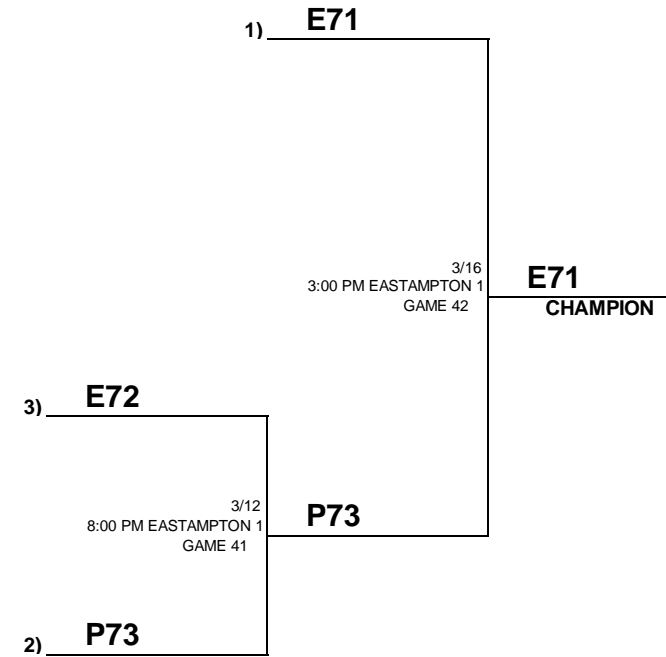 1) E71
3/16
3:00 PM EASTAMPTON 1
GAME 42
E71
CHAMPION
3) E72
3/12
8:00 PM EASTAMPTON 1
GAME 41
P73
2) P73